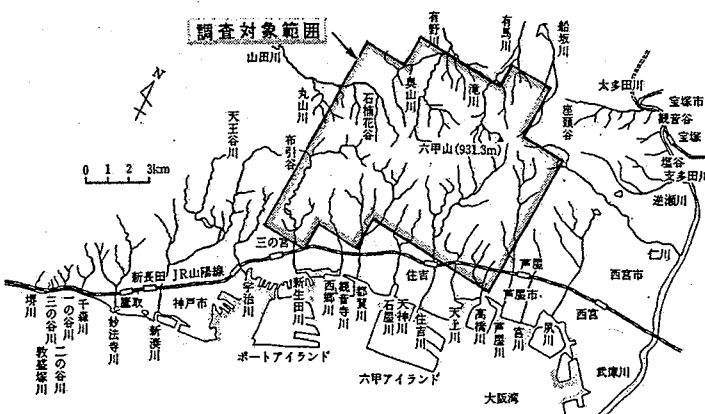 調査対象範囲
有野川
有馬川
船坂川
山田川
奥山川
滝川
丸山川
石楠花谷
太多田川
宝塚市
観音谷
宝塚
座頭谷
塩谷
支多田川
逆瀬川
六甲山(931.3m)
N
天王谷川
布引谷
0 1 2 3km
仁川
三の宮
JR山陽線
新長田
鷹取
神戸市
住吉
芦屋
芦屋市
西宮市
西宮
堺川
三の谷川
敦盛塚川
一の谷川
二の谷川
千森川
妙法寺川
新湊川
宇治川
新生田川
西郷川
観音寺川
都賀川
石屋川
天神川
住吉川
天上川
高橋川
芦屋川
宮川
夙川
武庫川
ポートアイランド
六甲アイランド
大阪湾